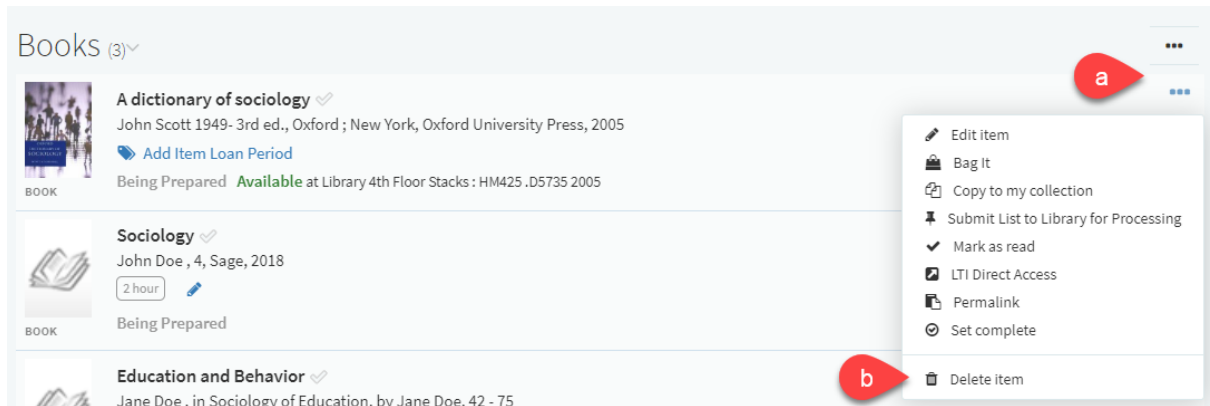 Books (3)
a
A dictionary of sociology
John Scott 1949- 3rd ed., Oxford ; New York, Oxford University Press, 2005
Add Item Loan Period
Being Prepared Available at Library 4th Floor Stacks : HM425 .D5735 2005
BOOK
Sociology
John Doe , 4, Sage, 2018
2 hour
Being Prepared
BOOK
Education and Behavior
Jane Doe , in Sociology of Education, by Jane Doe, 42 - 75
Edit item
Bag It
Copy to my collection
Submit List to Library for Processing
Mark as read
LTI Direct Access
Permalink
Set complete
b
Delete item